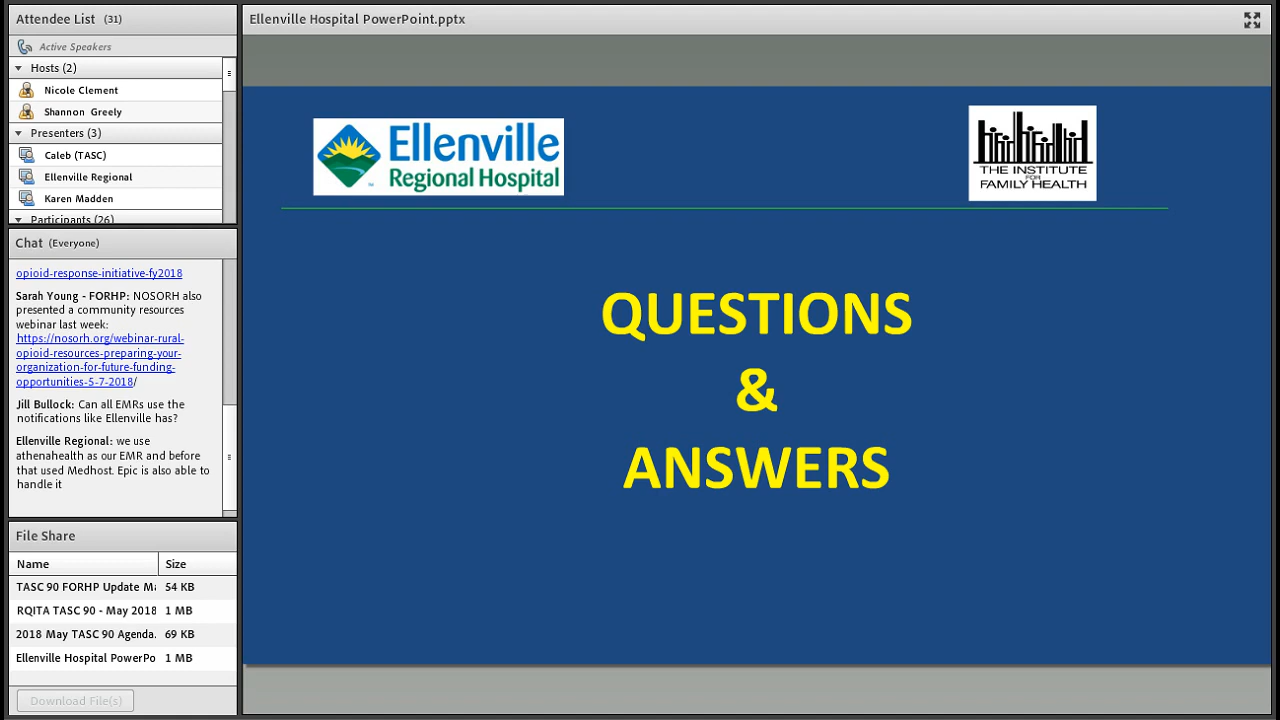 Attendee List (31)
Active Speakers
Hosts (2)
Nicole Clement
Shannon Greely
Presenters (3)
Caleb (TASC)
Ellenville Regional
Karen Madden
Participants (26)
Chat (Everyone)
opioid-response-initiative-fy2018
Sarah Young - FORHP: NOSORH also
presented a community resources
webinar last week:
https://nosorh.org/webinar-rural-
opioid-resources-preparing-your-
organization-for-future-funding-
opportunities-5-7-2018/
Jill Bullock: Can all EMRs use the
notifications like Ellenville has?
Ellenville Regional: we use
athenahealth as our EMR and before
that used Medhost. Epic is also able to
handle it
File Share
Name Size
TASC 90 FORHP Update Ma 54 KB
RQITA TASC 90 - May 2018 1 MB
2018 May TASC 90 Agenda. 69 KB
Ellenville Hospital PowerPo 1 MB
Download File(s)
Ellenville Hospital PowerPoint.pptx
Ellenville
Regional Hospital
THE INSTITUTE
FOR
FAMILY HEALTH
QUESTIONS
&
ANSWERS